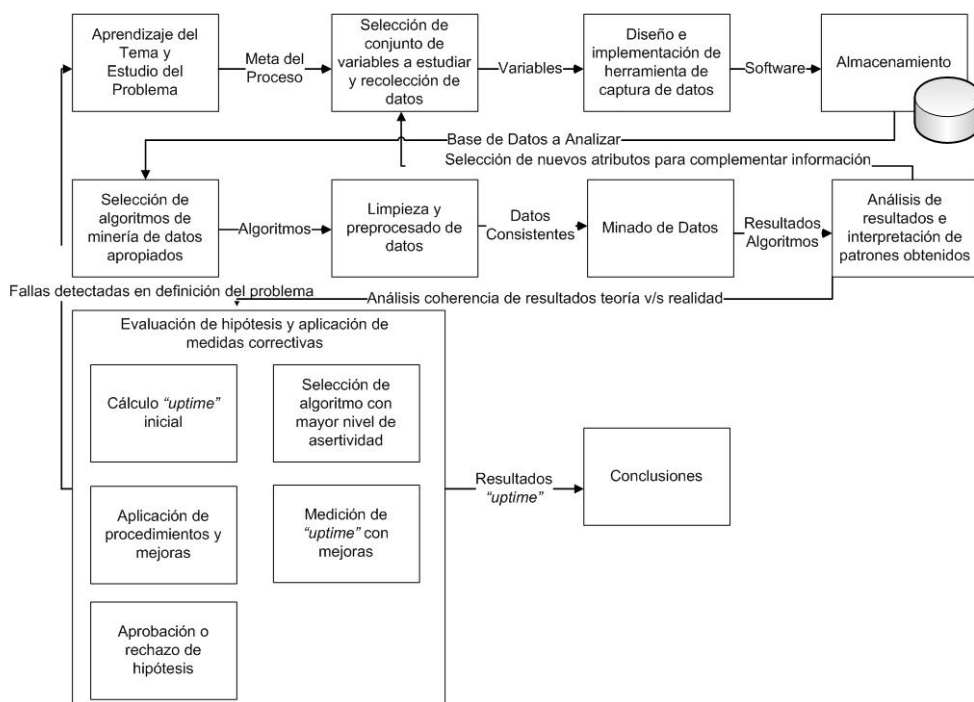 Aprendizaje del
Tema y
Estudio del
Problema
Meta del
Proceso
Selección de
conjunto de
variables a estudiar
y recolección de
datos
Variables
Diseño e
implementación de
herramienta de
captura de datos
Software
Almacenamiento
Base de Datos a Analizar
Selección de nuevos atributos para complementar información
Selección de
algoritmos de
minería de datos
apropiados
Algoritmos
Limpieza y
preprocesado de
datos
Datos
Consistentes
Minado de Datos
Resultados
Algoritmos
Análisis de
resultados e
interpretación de
patrones obtenidos
Fallas detectadas en definición del problema
Análisis coherencia de resultados teoría v/s realidad
Evaluación de hipótesis y aplicación de
medidas correctivas
Cálculo “uptime”
inicial
Selección de
algoritmo con
mayor nivel de
asertividad
Aplicación de
procedimientos y
mejoras
Medición de
“uptime” con
mejoras
Aprobación o
rechazo de
hipótesis
Resultados
“uptime”
Conclusiones